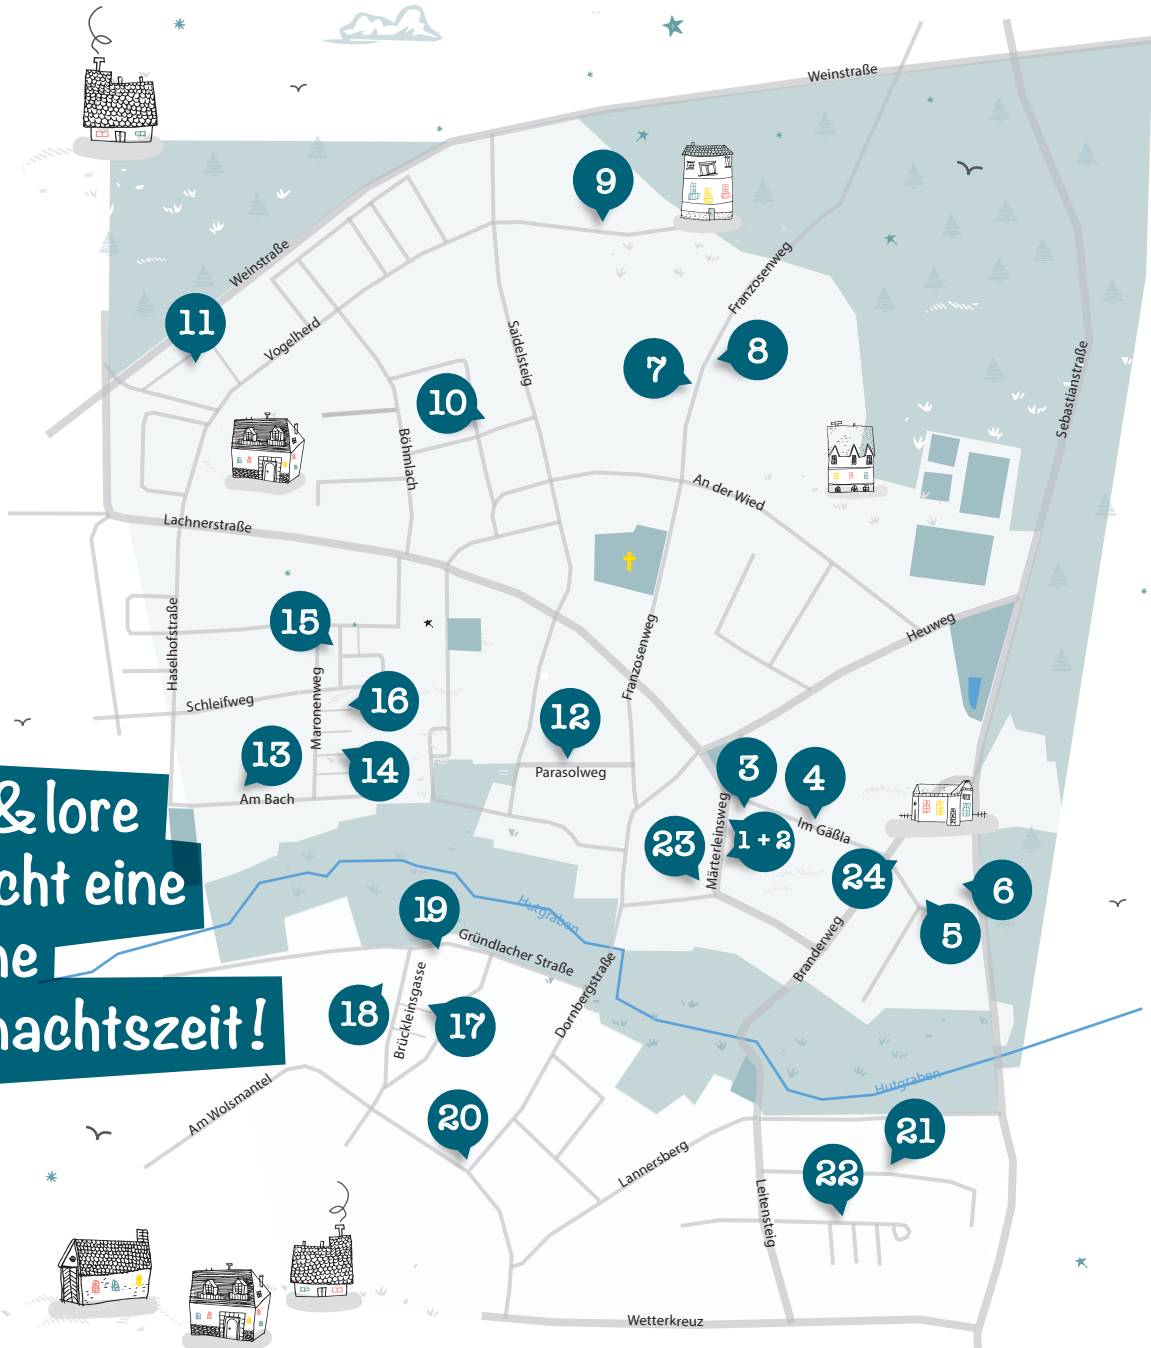 Weinstraße
9
Weinstraße
Franzosenweg
11
Vogelherd
Saidelsteig
8
7
Sebastianstraße
10
Böhmlach
An der Wied
Lachnerstraße
15
Haselhofstraße
Franzosenweg
Heuweg
Maronenweg
Schleifweg
16
12
13
14
Parasolweg
Am Bach
3
4
& lore
Märterleinsweg
Im Gäßla
1 + 2
23
cht eine
24
6
19
Hutgraben
5
ne
Gründlacher Straße
Branderweg
Dornbergstraße
18
Brückleinsgasse
17
nachtszeit!
Hutgraben
Am Wolsmantel
20
21
Lannersberg
22
Leitensteig
Wetterkreuz